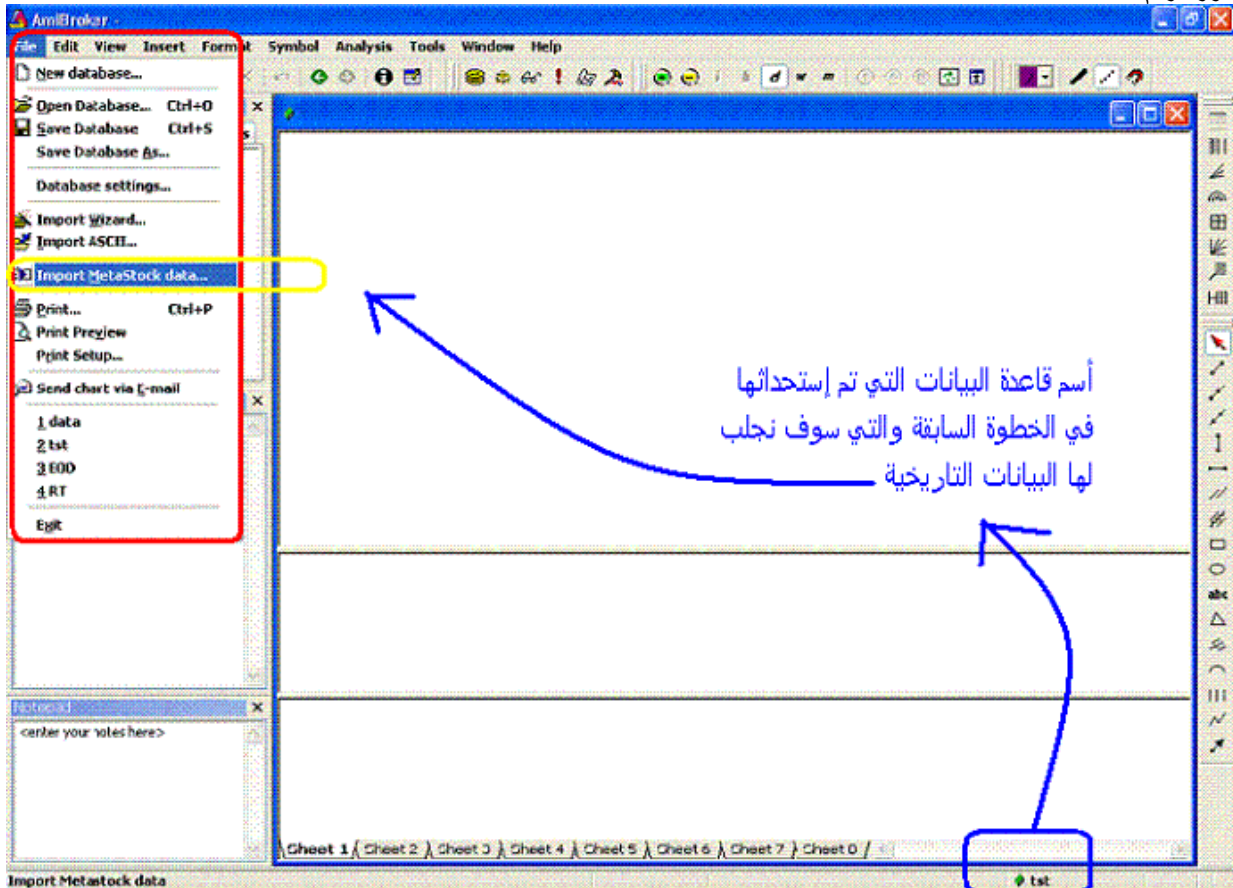 AmiBroker -
File Edit View Insert Format Symbol Analysis Tools Window Help
New database...
Open Database... Ctrl+O
Save Database Ctrl+S
Save Database As...
Database settings...
Import Wizard...
Import ASCII...
Import MetaStock data...
Print... Ctrl+P
Print Preview
Print Setup...
Send chart via E-mail
1 data
2 tst
3 EOD
4 RT
Exit
أسم قاعدة البيانات التي تم إستحداثها
في الخطوة السابقة والتي سوف نجلب
لها البيانات التاريخية
abc
Notepad
<enter your notes here>
Sheet 1 Sheet 2 Sheet 3 Sheet 4 Sheet 5 Sheet 6 Sheet 7 Sheet 8
Import Metastock data
tst